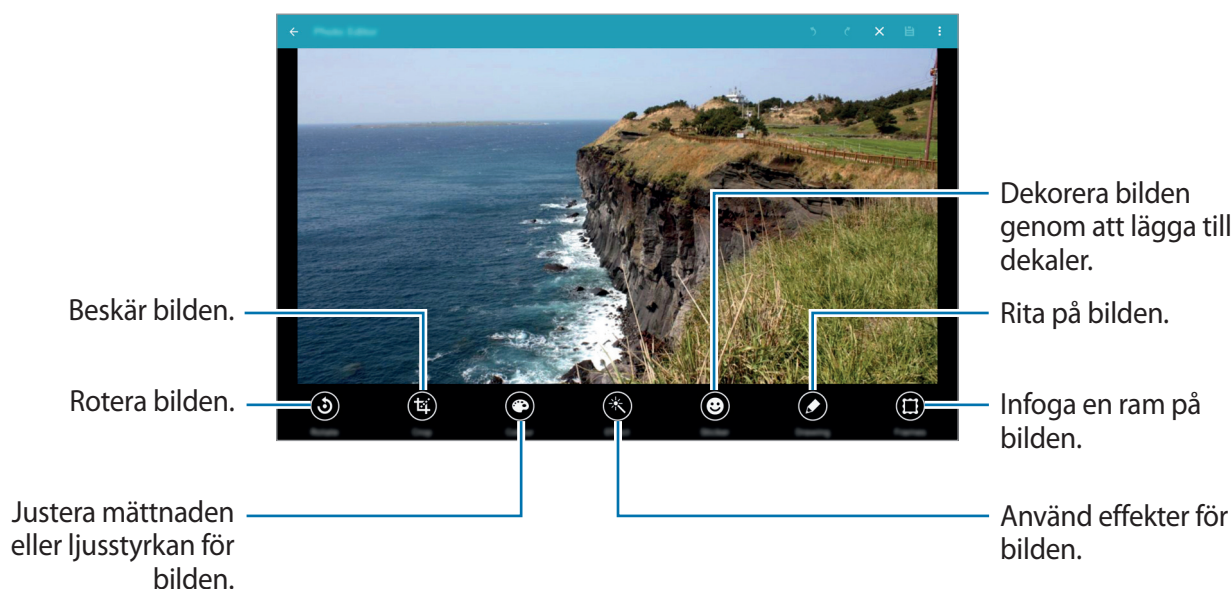 Dekorera bilden
genom att lägga till
dekaler.
Beskär bilden.
Rita på bilden.
Rotera bilden.
Infoga en ram på
bilden.
Justera mättnaden
eller ljusstyrkan för
bilden.
Använd effekter för
bilden.